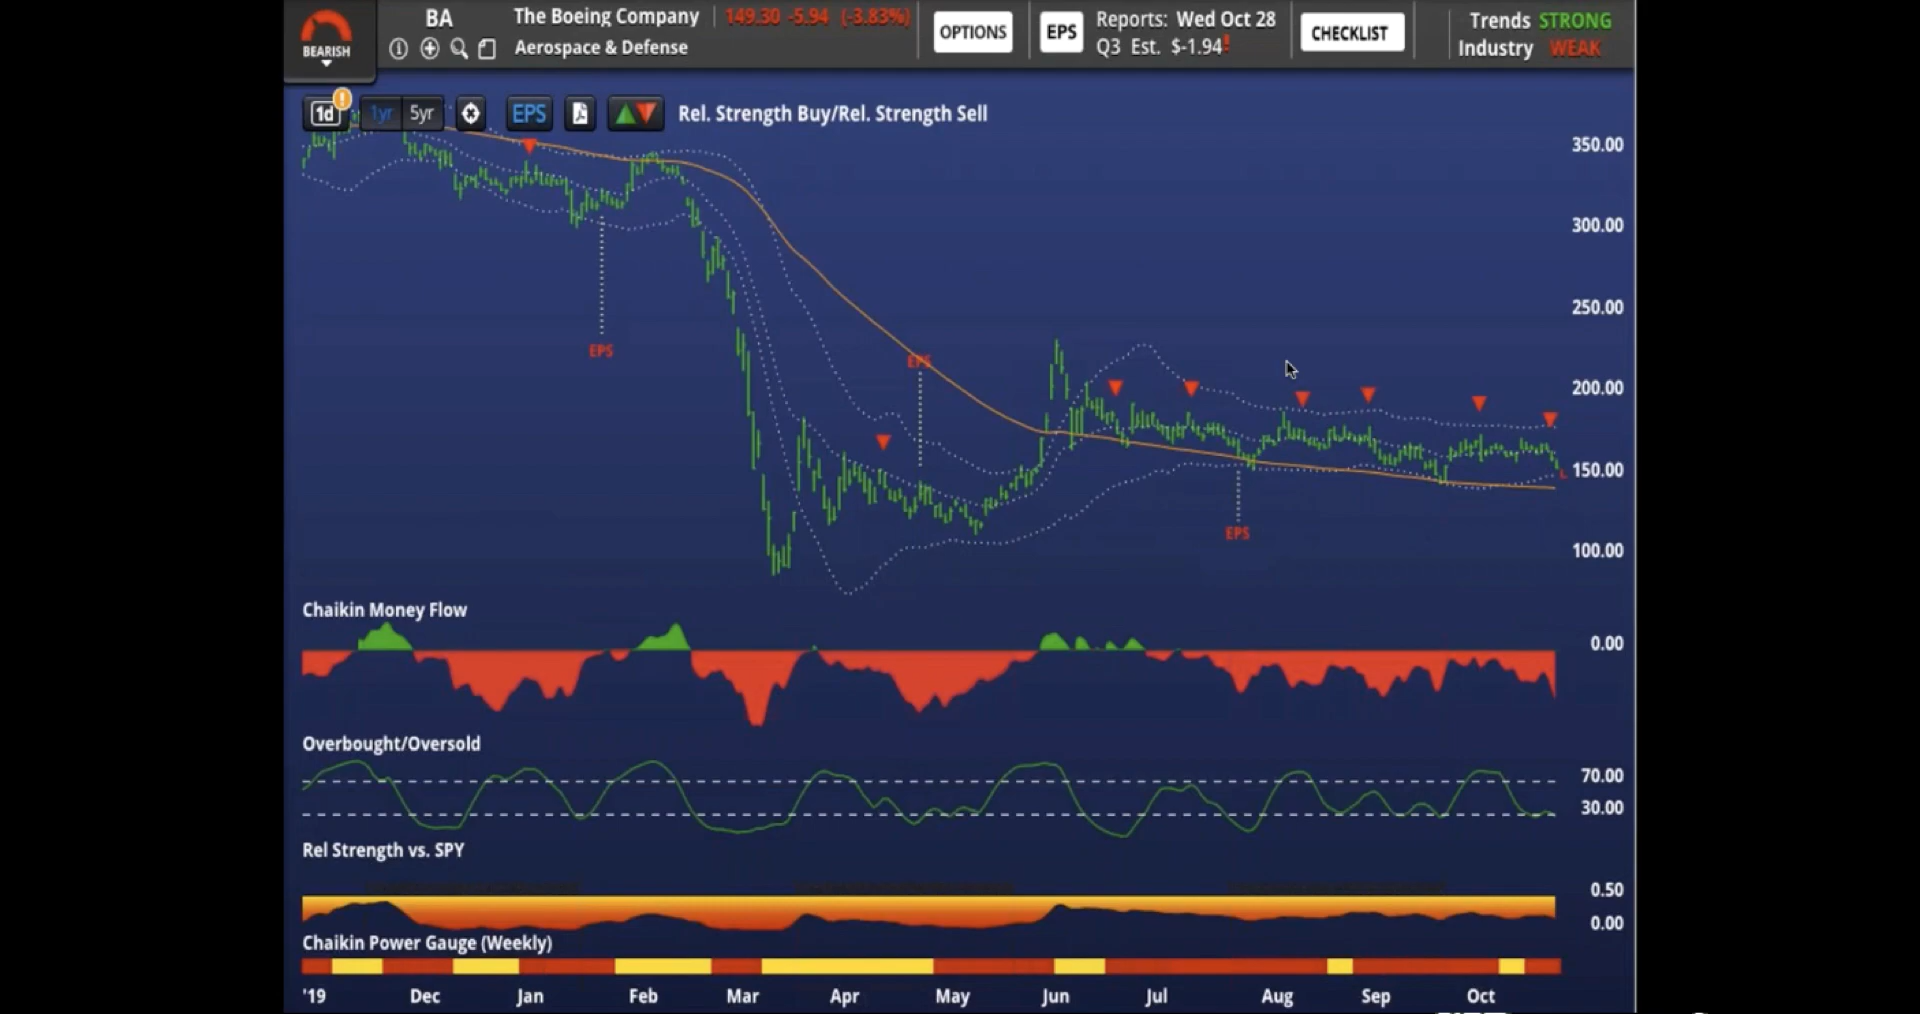 BEARISH
BA
The Boeing Company
149.30 -5.94 (-3.83%)
Aerospace & Defense
OPTIONS
EPS
Reports: Wed Oct 28
Q3 Est. $-1.94!
CHECKLIST
Trends STRONG
Industry WEAK
1d
!
1yr
5yr
EPS
Rel. Strength Buy/Rel. Strength Sell
350.00
300.00
250.00
200.00
150.00
100.00
EPS
EPS
EPS
L
Chaikin Money Flow
0.00
Overbought/Oversold
70.00
30.00
Rel Strength vs. SPY
0.50
0.00
Chaikin Power Gauge (Weekly)
'19 Dec Jan Feb Mar Apr May Jun Jul Aug Sep Oct